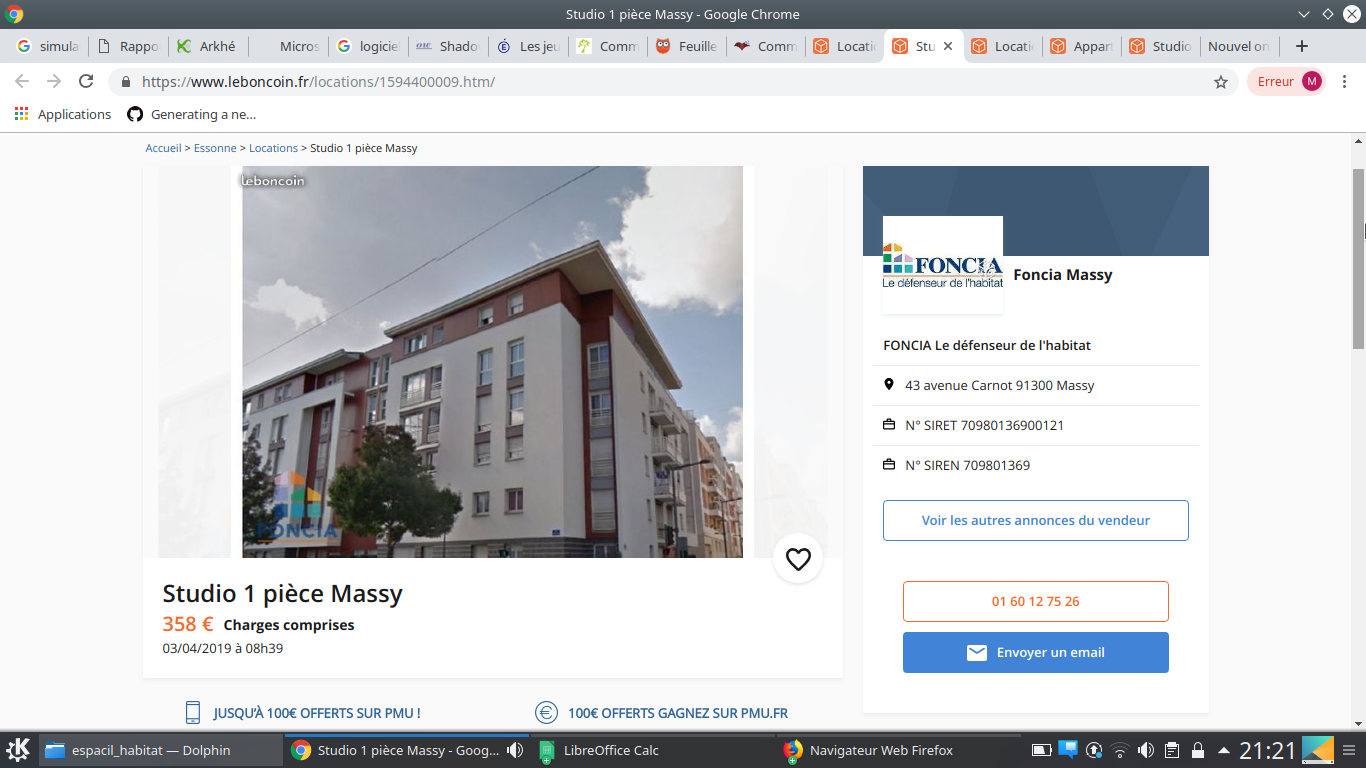 Studio 1 pièce Massy - Google Chrome
simula
Rappo
Arkhé
Micros
logicie
Shado
Les jeu
Comm
Feuille
Comm
Locatio
Stu
Locatio
Appart
Studio
Nouvel on
https://www.leboncoin.fr/locations/1594400009.htm/
Erreur M
Applications
Generating a ne...
Accueil > Essonne > Locations > Studio 1 pièce Massy
leboncoin
FONCIA
Studio 1 pièce Massy
358 € Charges comprises
03/04/2019 à 08h39
JUSQU'À 100€ OFFERTS SUR PMU !
100€ OFFERTS GAGNEZ SUR PMU.FR
FONCIA
Le défenseur de l'habitat
Foncia Massy
FONCIA Le défenseur de l'habitat
43 avenue Carnot 91300 Massy
N° SIRET 70980136900121
N° SIREN 709801369
Voir les autres annonces du vendeur
01 60 12 75 26
Envoyer un email
espacil_habitat — Dolphin
Studio 1 pièce Massy - Goog...
LibreOffice Calc
Navigateur Web Firefox
21:21